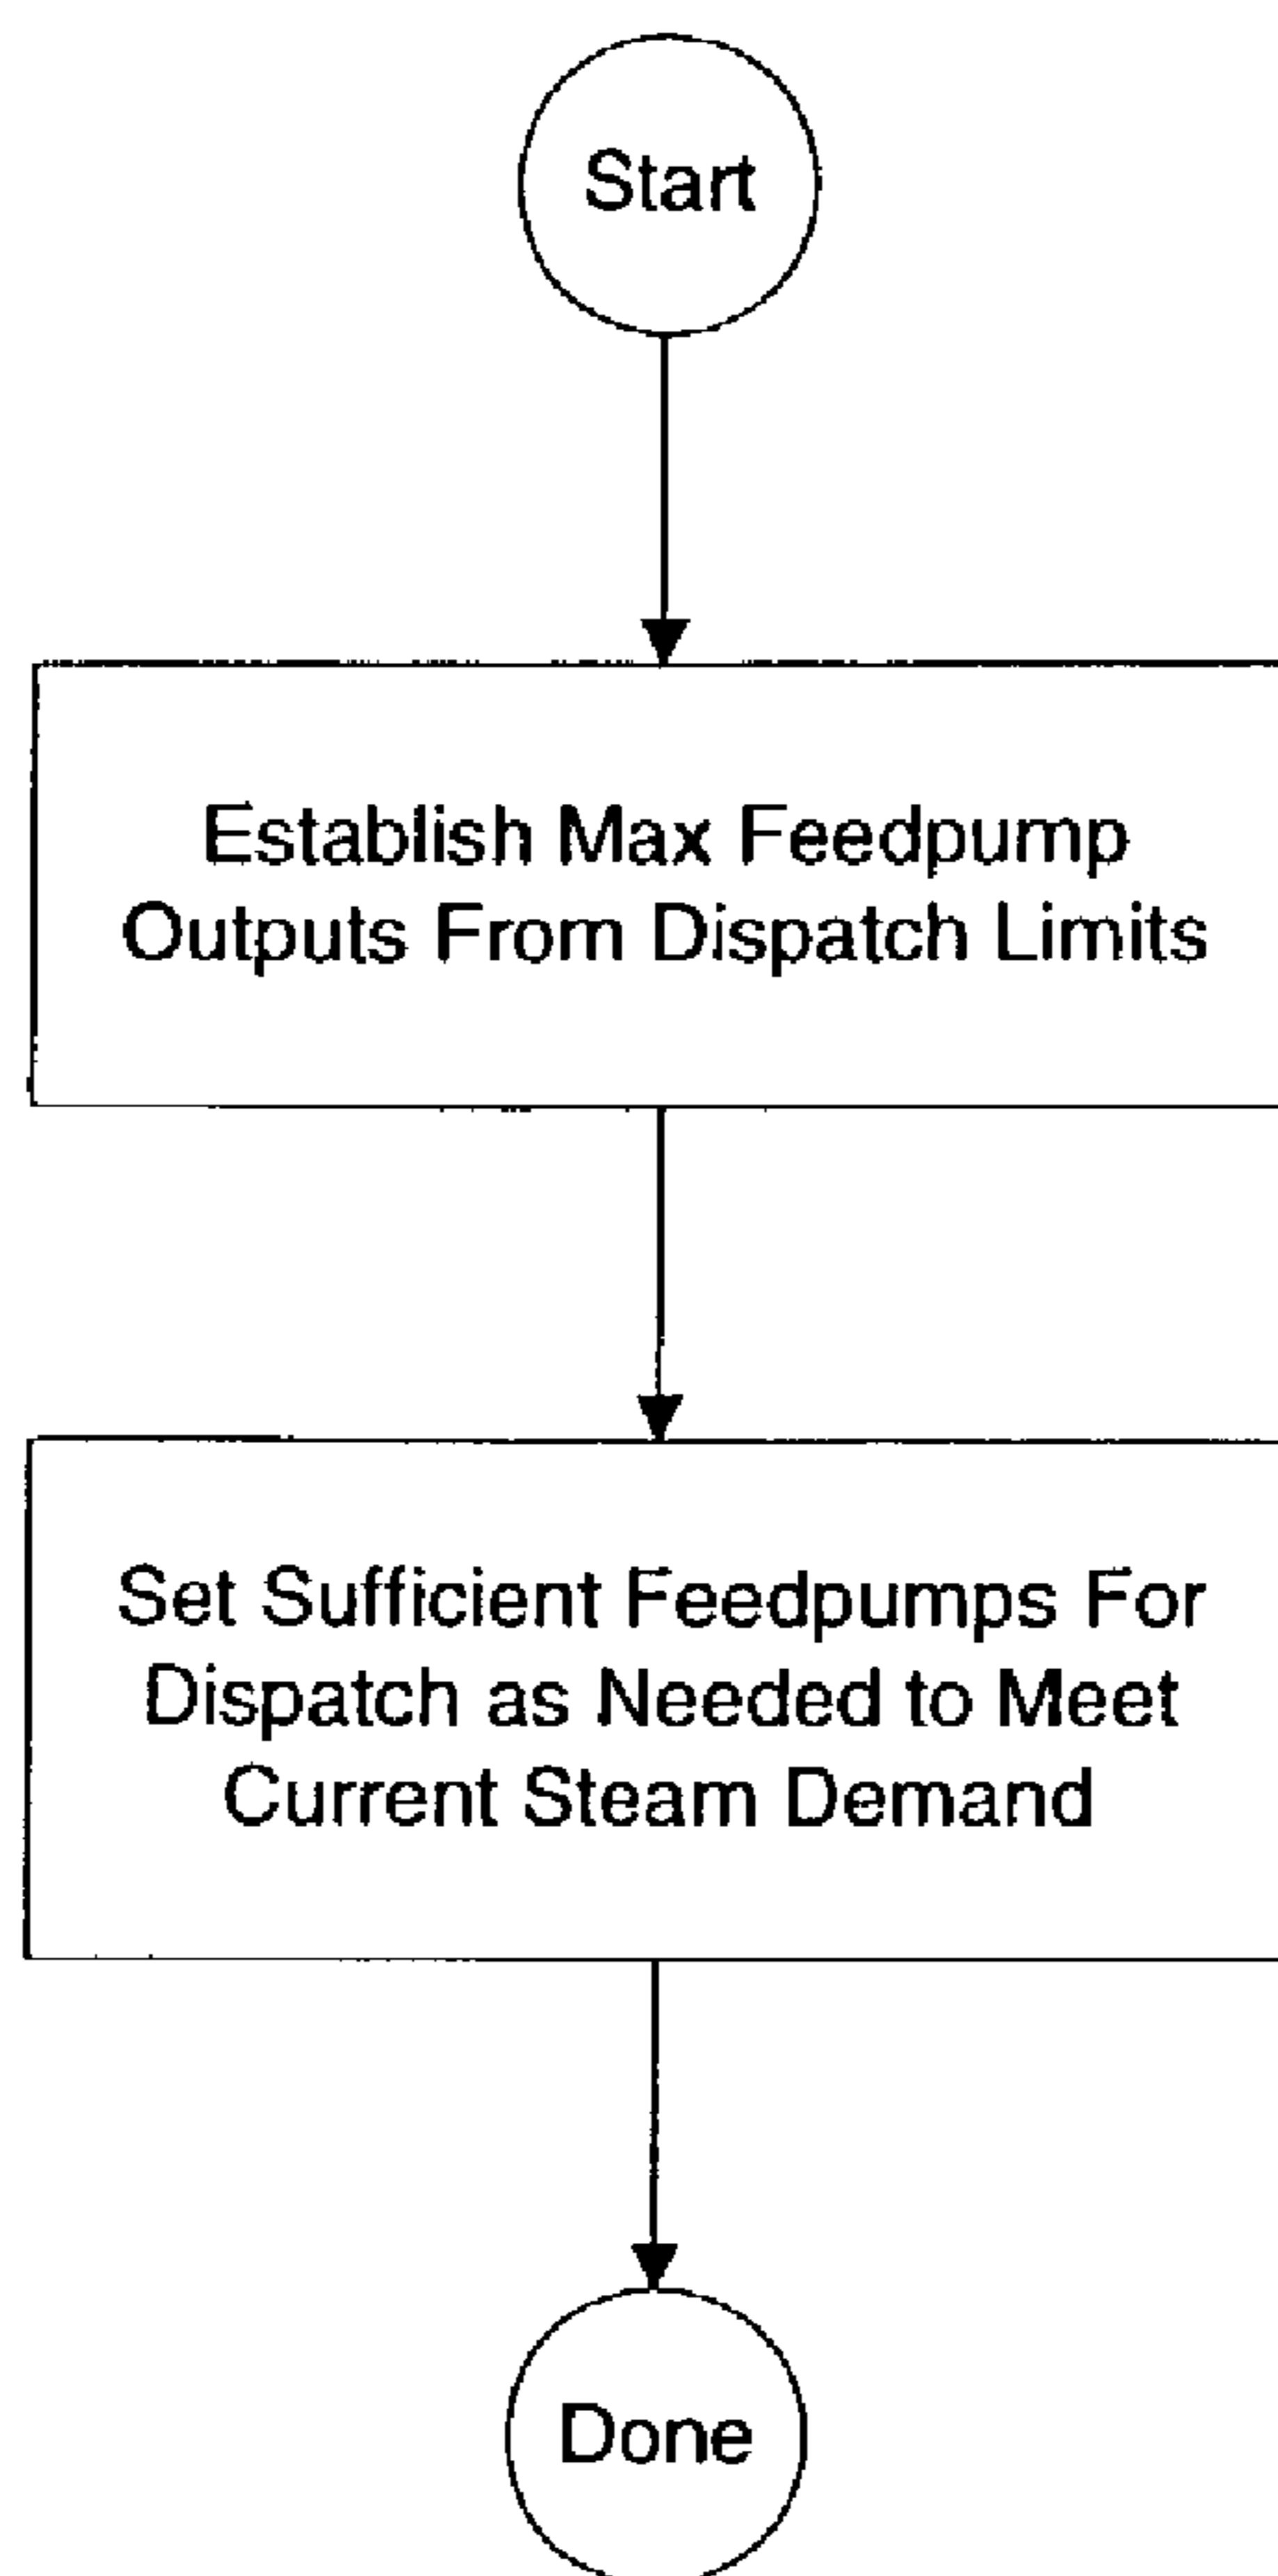 Start
Establish Max Feedpump
Outputs From Dispatch Limits
Set Sufficient Feedpumps For
Dispatch as Needed to Meet
Current Steam Demand
Done